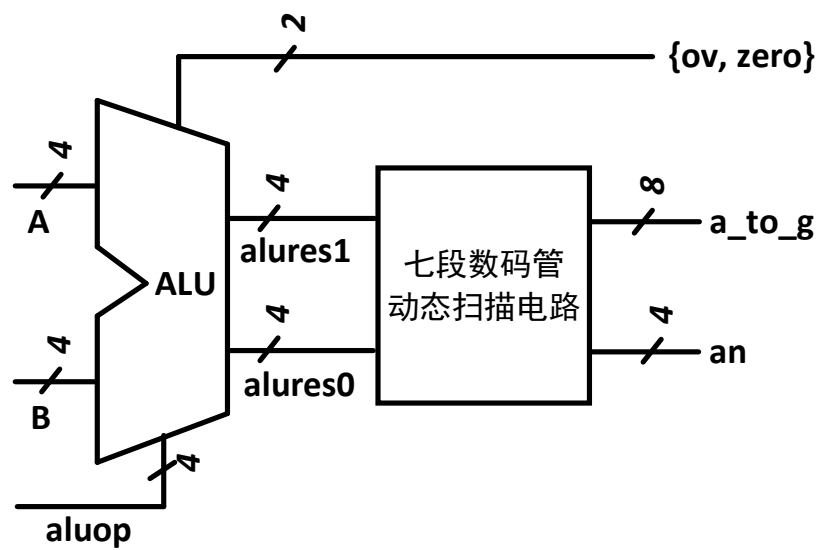 2
{ov, zero}
4
A
4
alures1
8
a_to_g
ALU
七段数码管
动态扫描电路
4
B
4
alures0
4
an
4
aluop